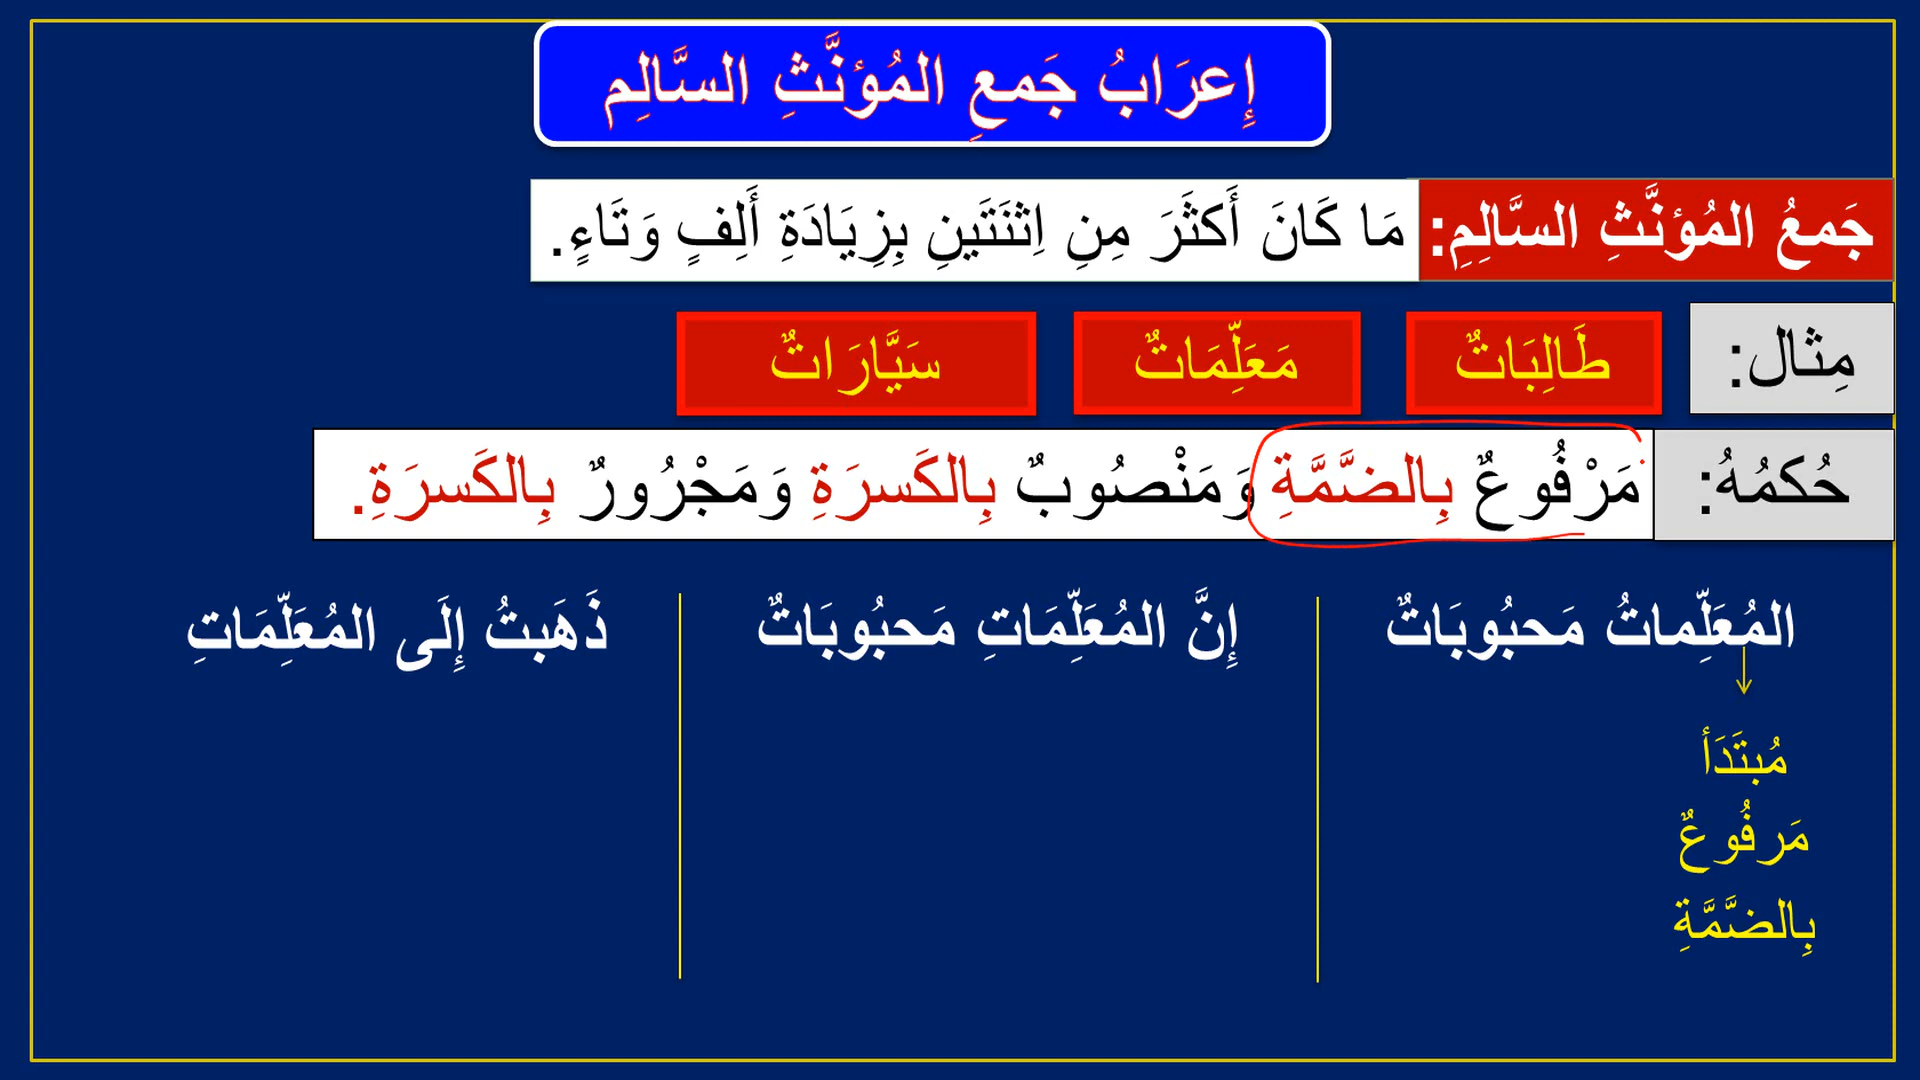 إِعرَابُ جَمعِ المُؤنَّثِ السَّالِم
جَمعُ المُؤنَّثِ السَّالِمِ: مَا كَانَ أَكثَرَ مِنِ اِثنَتَينِ بِزِيَادَةِ أَلِفٍ وَتَاءٍ.
مِثال: طَالِبَاتٌ مَعَلِّمَاتٌ سَيَّارَاتٌ
حُكمُهُ: مَرْفُوعٌ بِالضَّمَّةِ وَمَنْصُوبٌ بِالكَسرَةِ وَمَجْرُورٌ بِالكَسرَةِ.
المُعَلِّماتُ مَحبُوبَاتٌ
مُبتَدَأ
مَرفُوعٌ
بِالضَّمَّةِ
إِنَّ المُعَلِّمَاتِ مَحبُوبَاتٌ
ذَهَبتُ إِلَى المُعَلِّمَاتِ